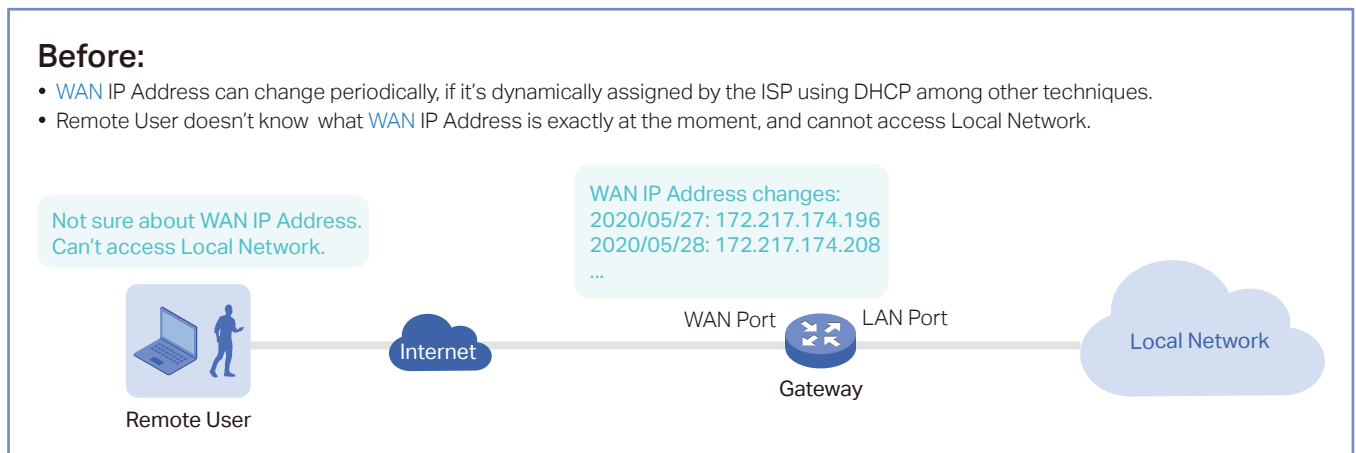 Before:
• WAN IP Address can change periodically, if it's dynamically assigned by the ISP using DHCP among other techniques.
• Remote User doesn't know what WAN IP Address is exactly at the moment, and cannot access Local Network.
Not sure about WAN IP Address.
Can't access Local Network.
WAN IP Address changes:
2020/05/27: 172.217.174.196
2020/05/28: 172.217.174.208
...
WAN Port
LAN Port
Internet
Local Network
Gateway
Remote User